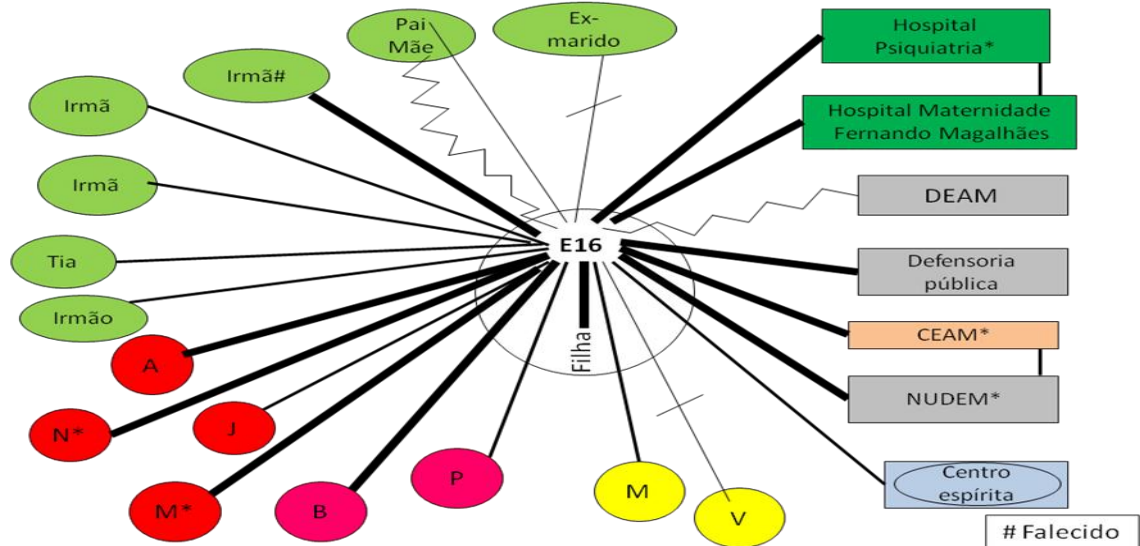 Pai
Mãe
Ex-
marido
Hospital
Psiquiatria*
Irmã#
Irmã
Hospital Maternidade
Fernando Magalhães
Irmã
DEAM
E16
Tia
Defensoria
pública
Irmão
CEAM*
Filha
A
NUDEM*
N*
J
P
M
Centro
espírita
M*
B
V
# Falecido